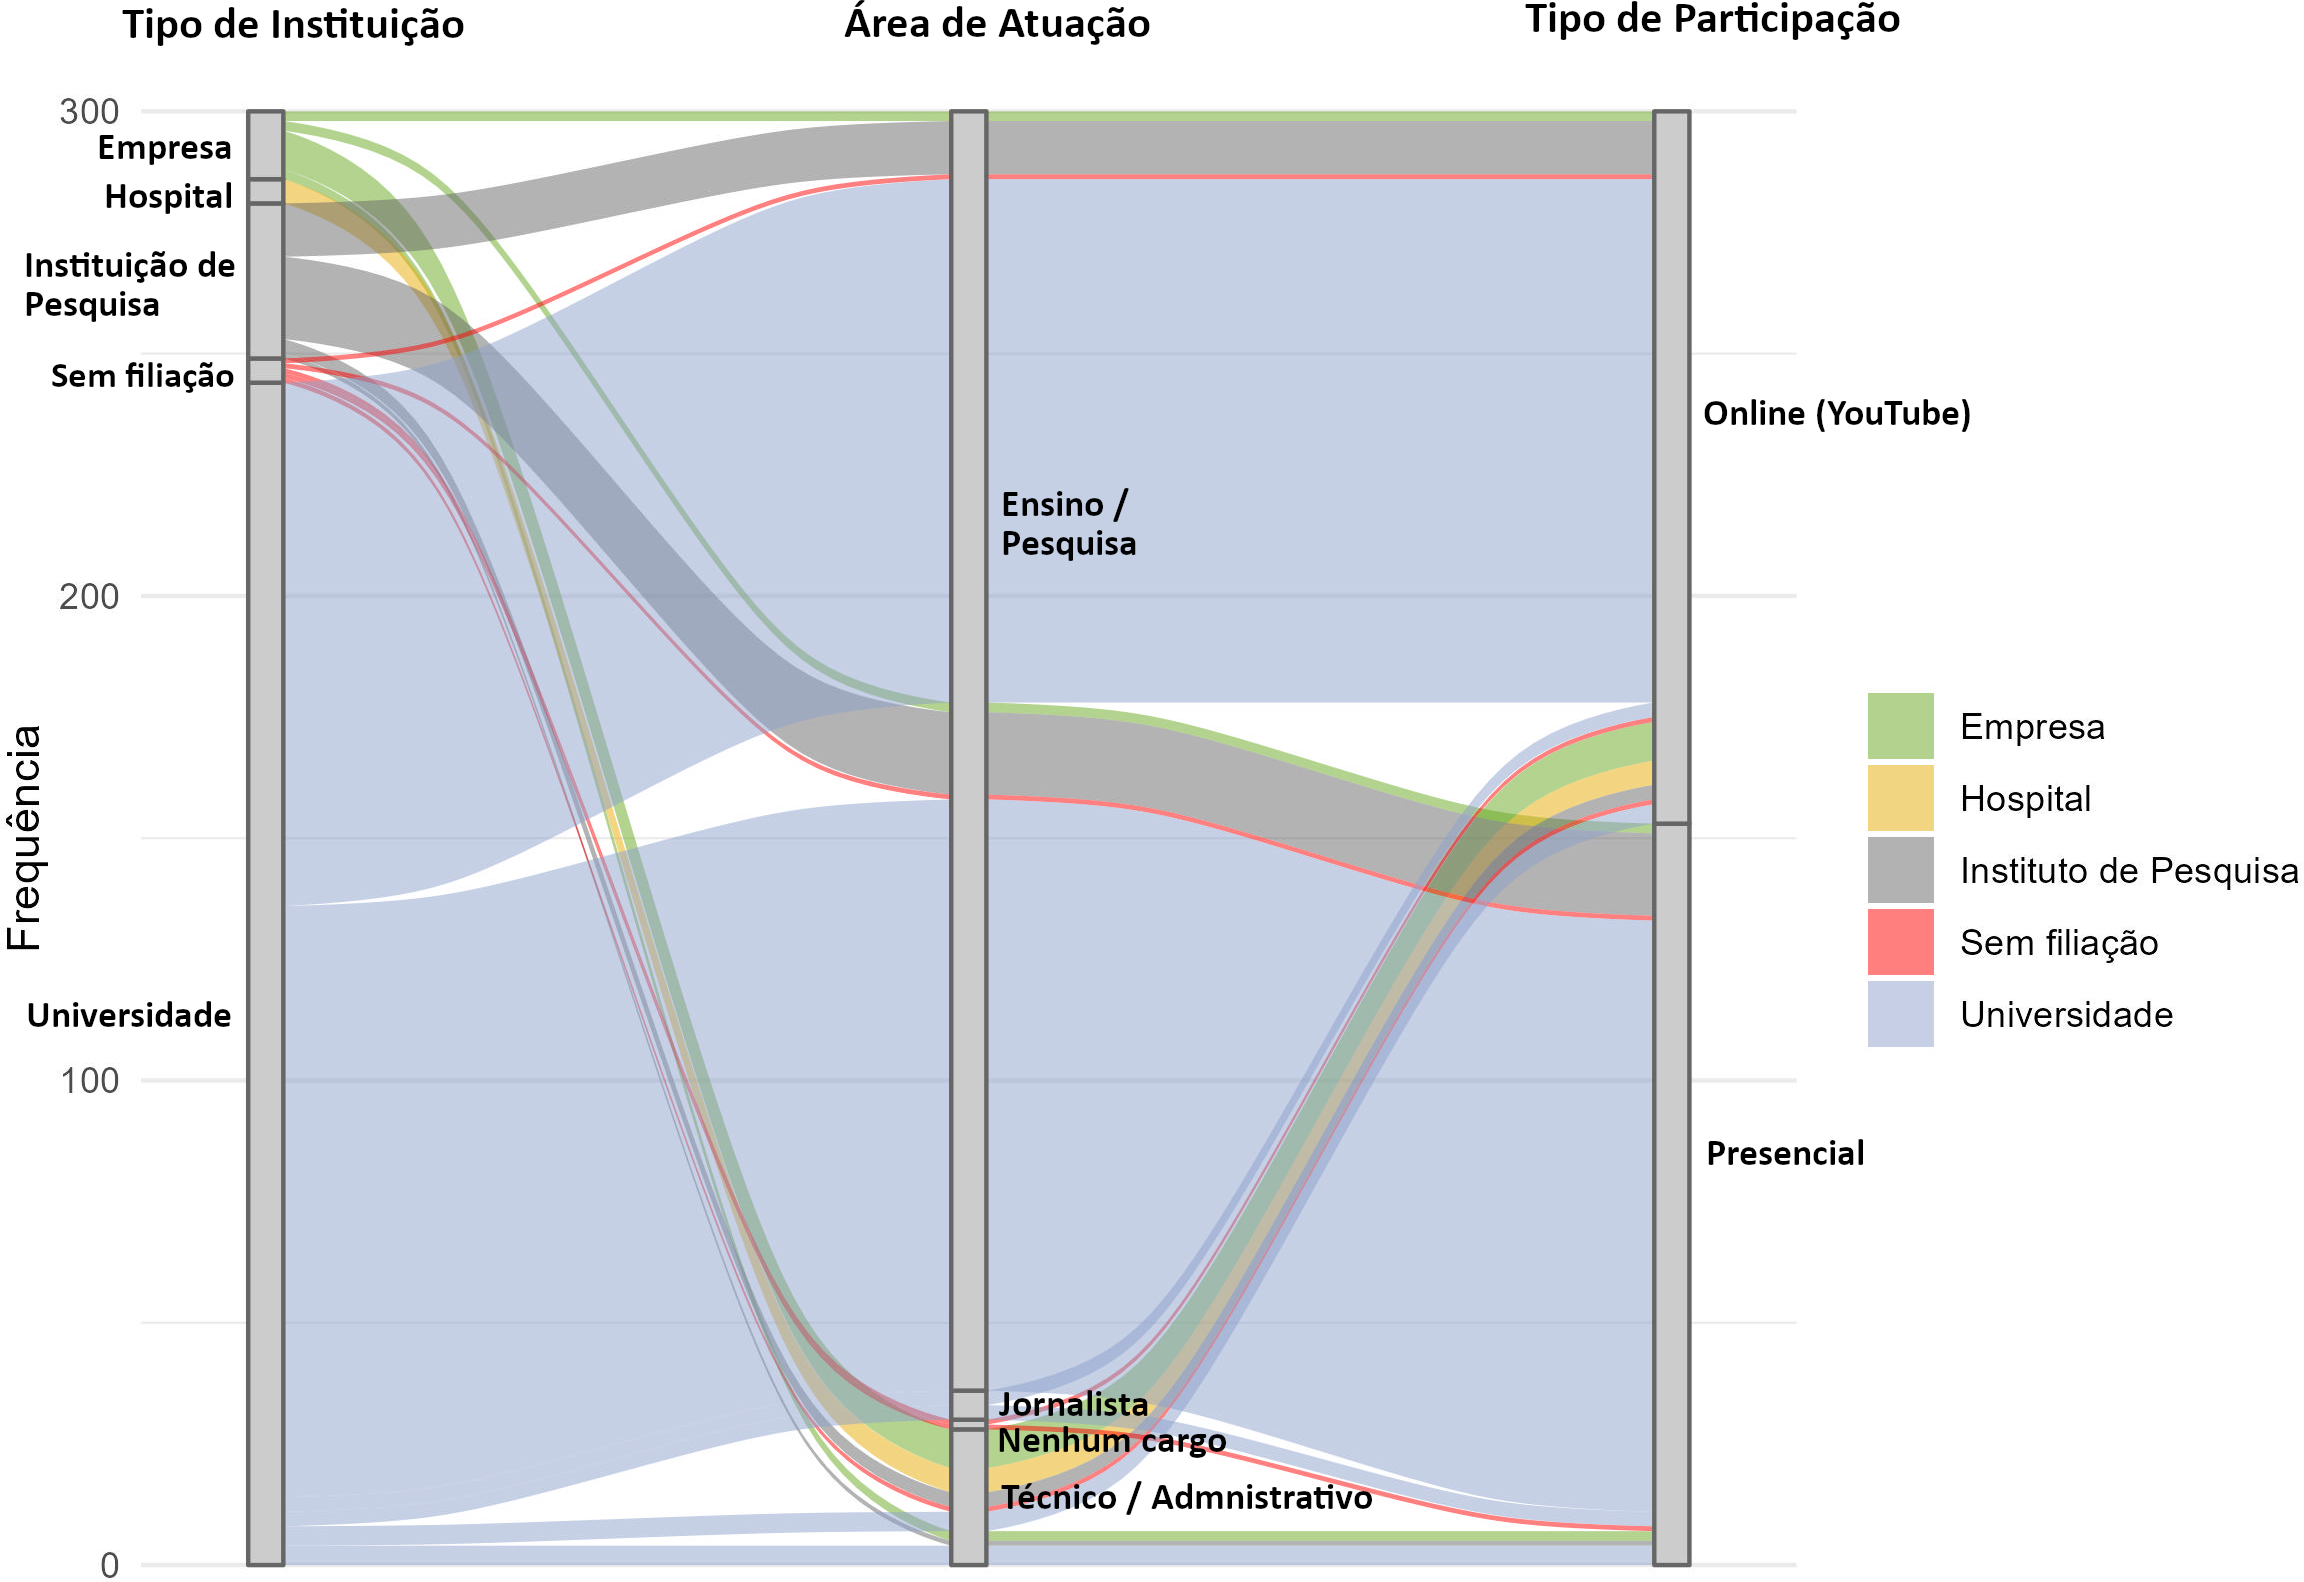 Tipo de Instituição
Área de Atuação
Tipo de Participação
300
Empresa
Hospital
Instituição de
Pesquisa
Sem filiação
200
Frequência
Universidade
100
0
Ensino /
Pesquisa
Jornalista
Nenhum cargo
Técnico / Admnistrativo
Online (YouTube)
Presencial
Empresa
Hospital
Instituto de Pesquisa
Sem filiação
Universidade